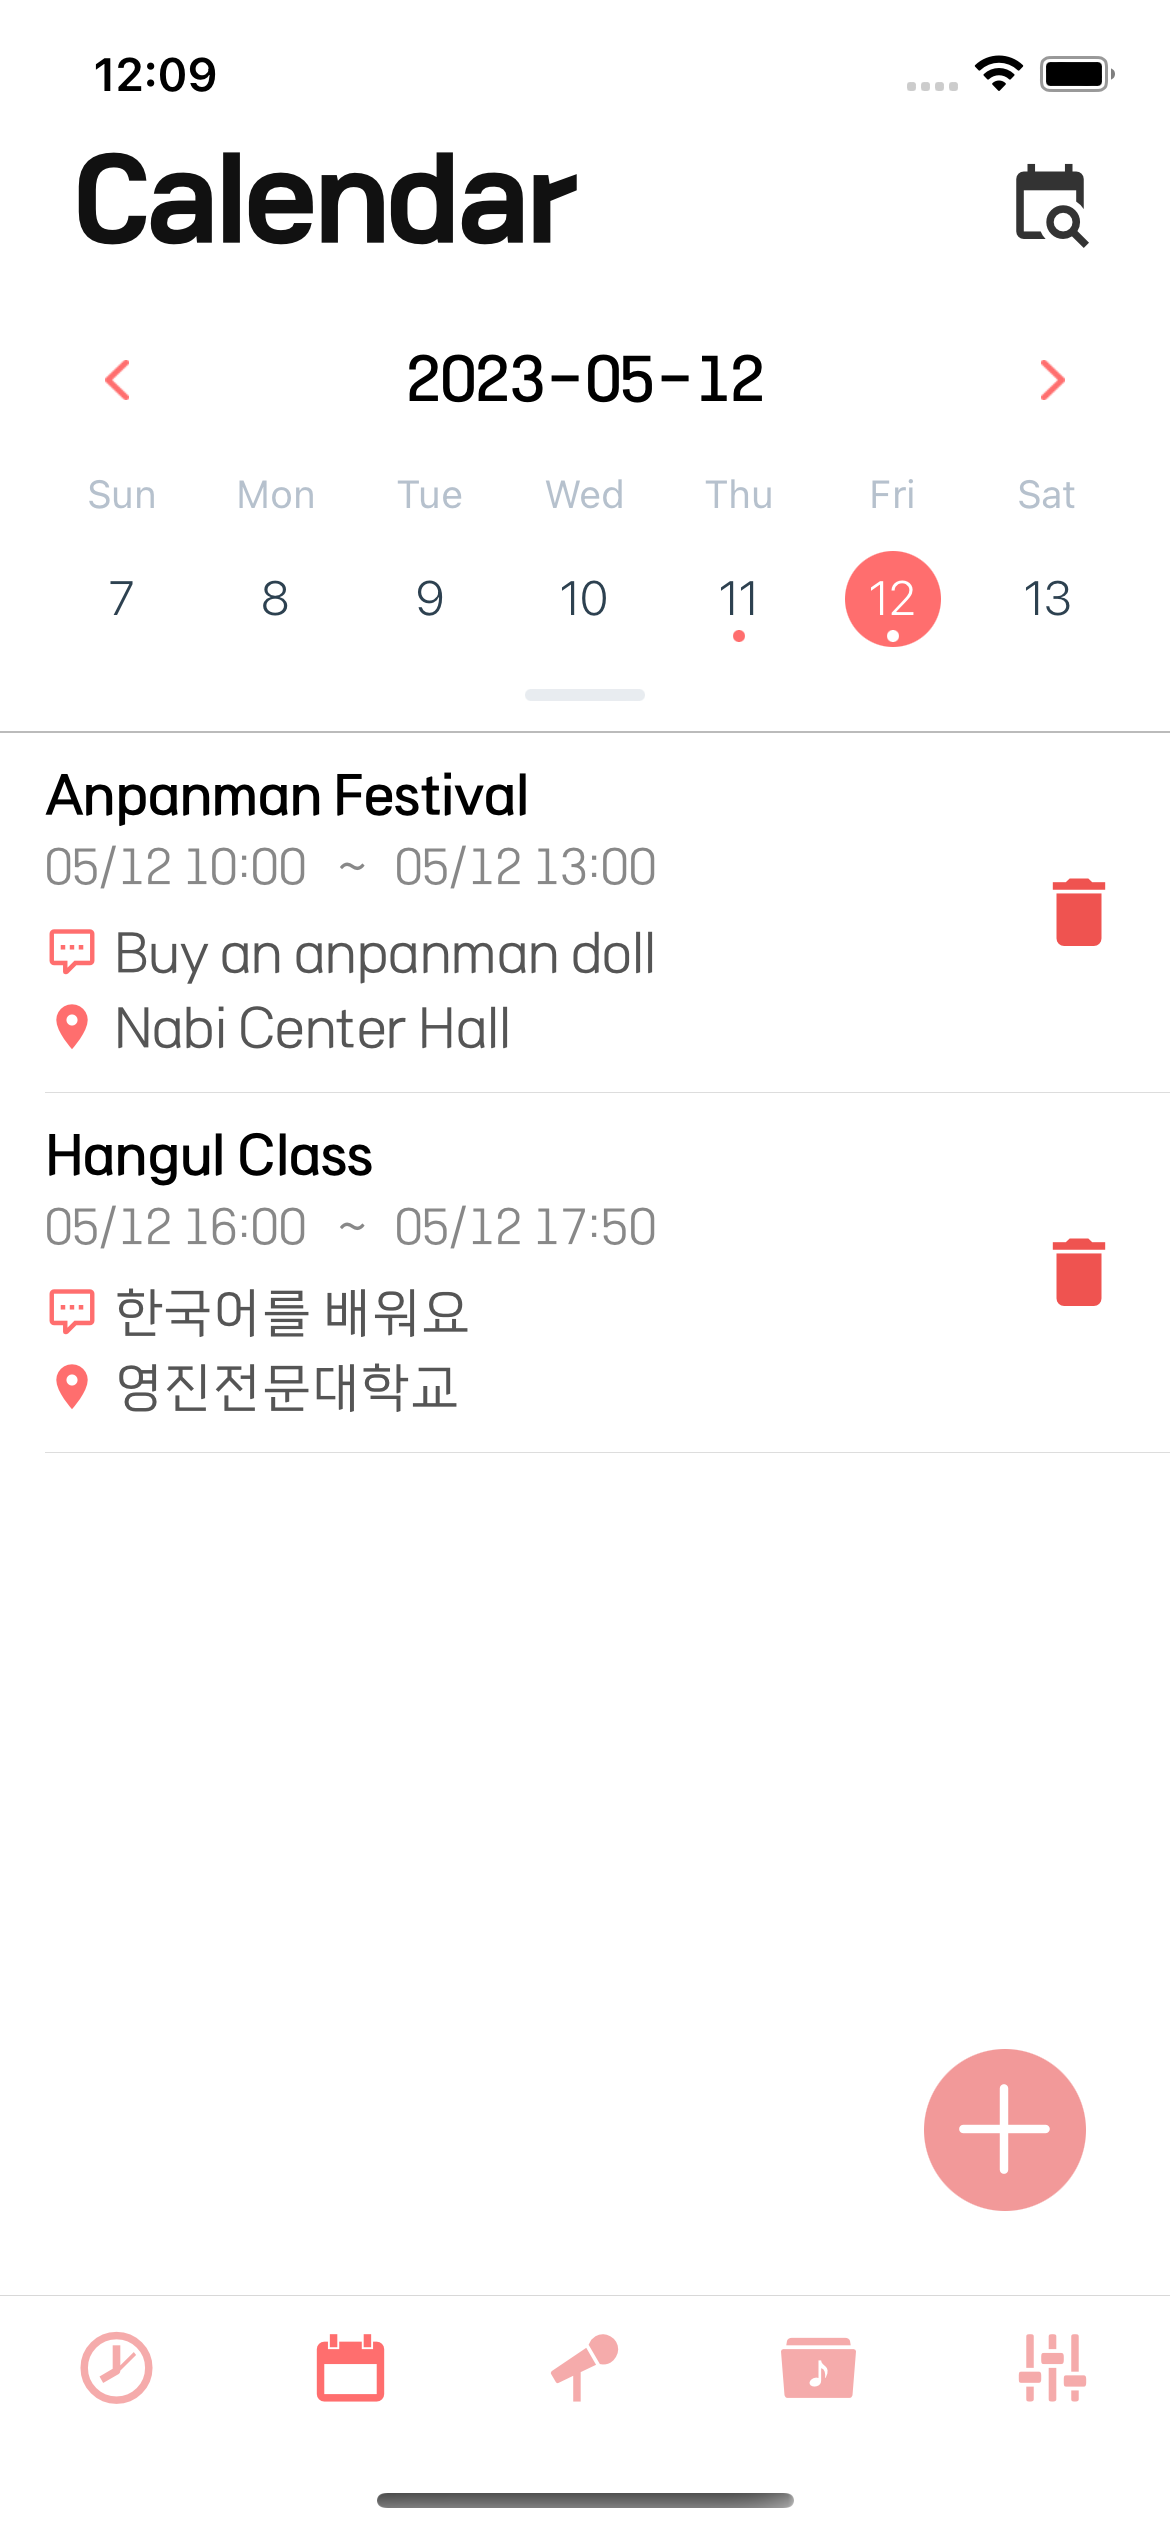 12:09
Calendar
2023-05-12
Sun Mon Tue Wed Thu Fri Sat
7 8 9 10 11 12 13
Anpanman Festival
05/12 10:00 ~ 05/12 13:00
Buy an anpanman doll
Nabi Center Hall
Hangul Class
05/12 16:00 ~ 05/12 17:50
한국어를 배워요
영진전문대학교